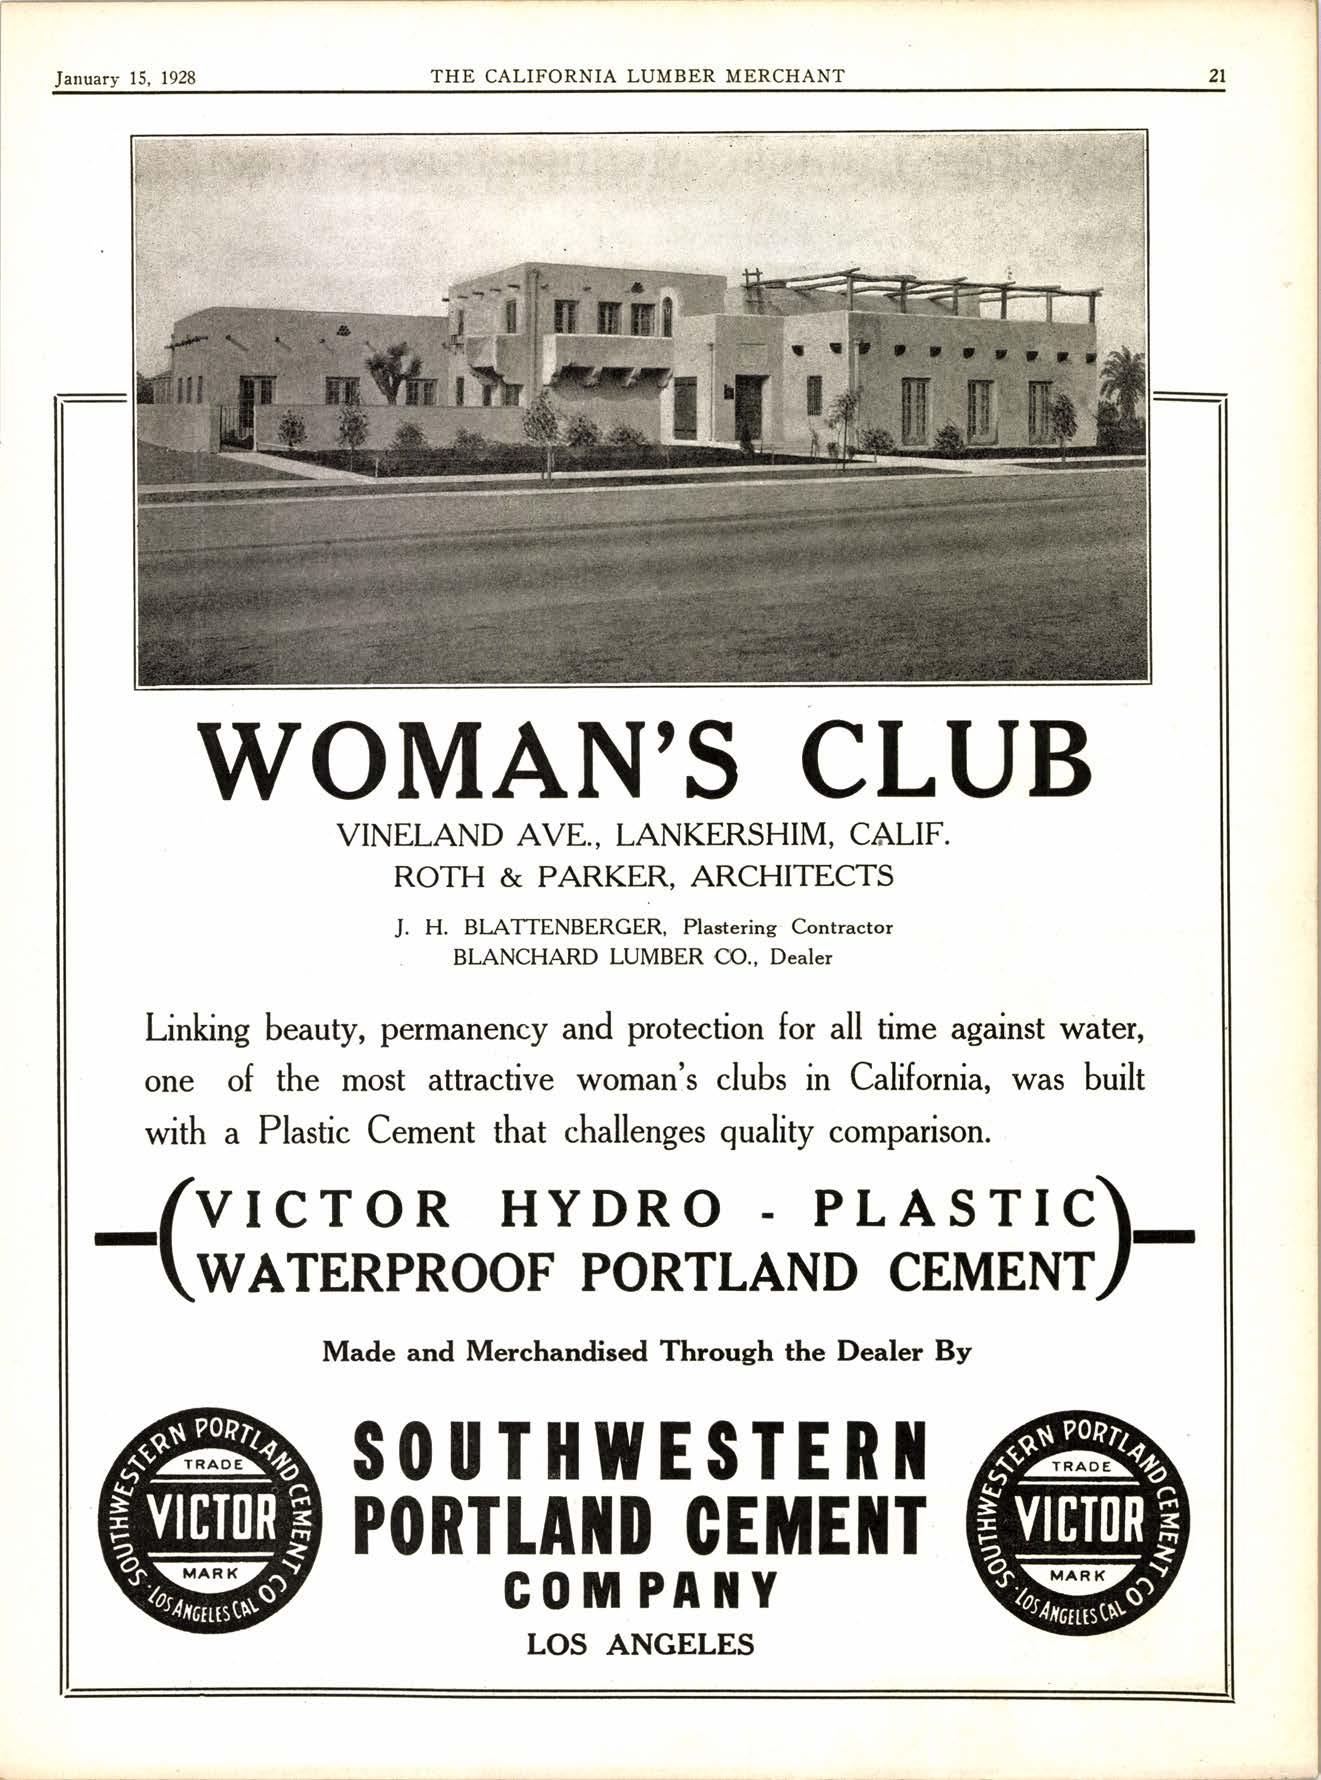 January 15, 1928
THE CALIFORNIA LUMBER MERCHANT
21
WOMAN'S CLUB
VINELAND AVE., LANKERSHIM, CALIF.
ROTH & PARKER, ARCHITECTS
J. H. BLATTENBERGER, Plastering Contractor
BLANCHARD LUMBER CO., Dealer
Linking beauty, permanency and protection for all time against water,
one of the most attractive woman's clubs in California, was built
with a Plastic Cement that challenges quality comparison.
VICTOR HYDRO - PLASTIC
WATERPROOF PORTLAND CEMENT
Made and Merchandised Through the Dealer By
SOUTHWESTERN PORTLAND CEMENT CO
TRADE
VICTOR
MARK
LOS ANGELES CAL
SOUTHWESTERN
PORTLAND CEMENT
COMPANY
LOS ANGELES
SOUTHWESTERN PORTLAND CEMENT CO
TRADE
VICTOR
MARK
LOS ANGELES CAL